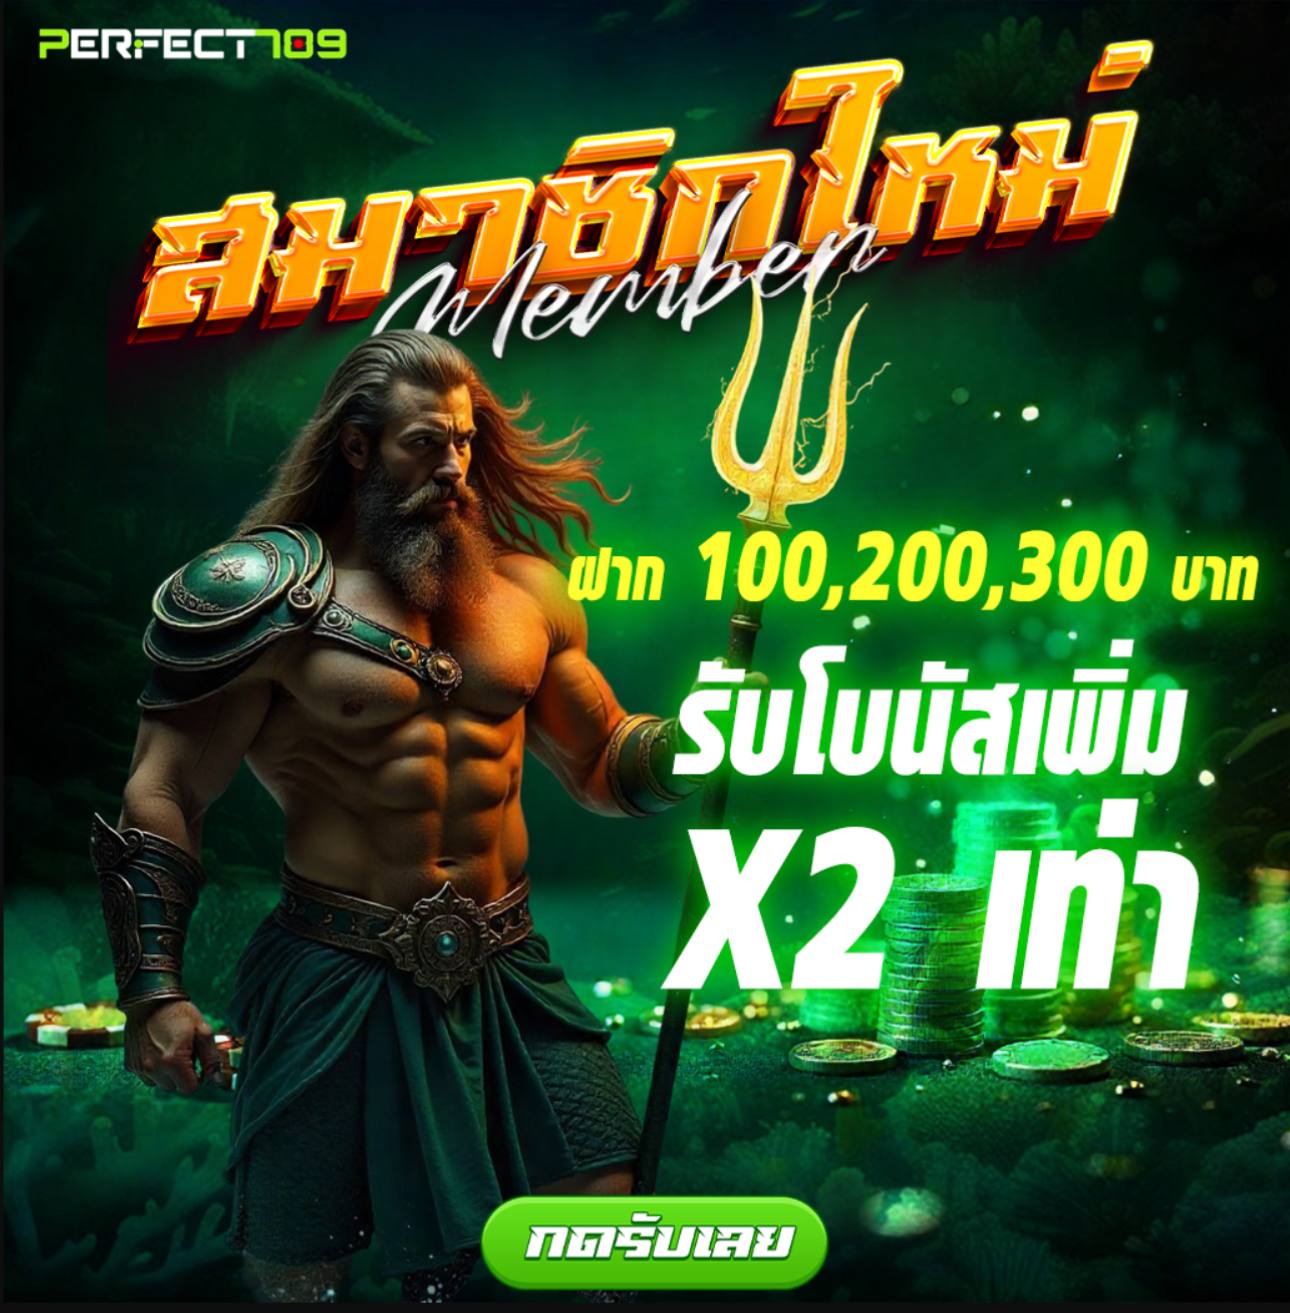 PERFECT709
สมาชิกใหม่
Member
ฝาก 100,200,300 บาท
รับโบนัสเพิ่ม
X2 เท่า
กดรับเลย